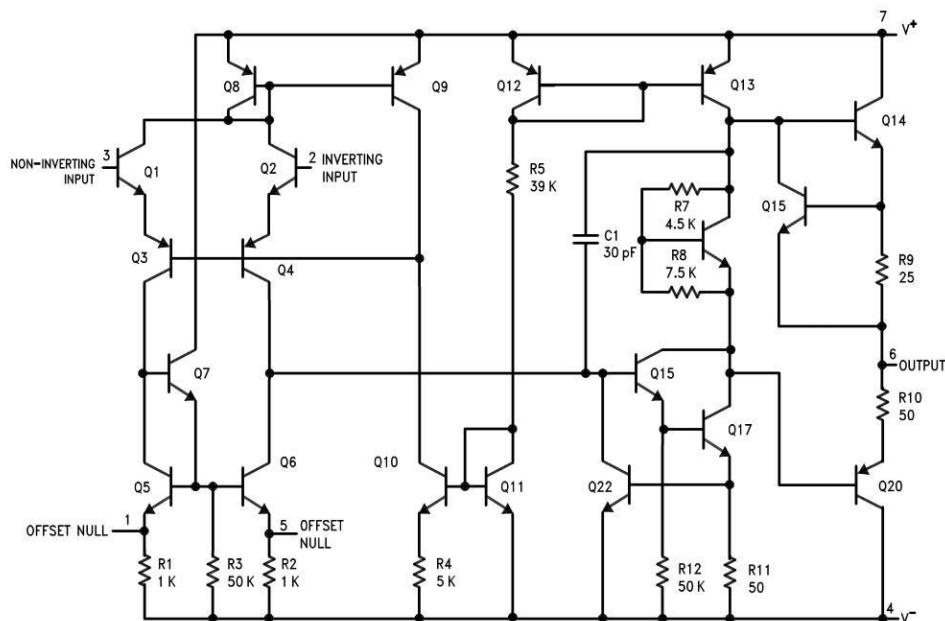 7
V+
Q8
Q9
Q12
Q13
Q14
3
NON-INVERTING
INPUT
Q1
Q2
2 INVERTING
INPUT
R5
39 K
R7
4.5 K
Q15
C1
30 pF
R8
7.5 K
R9
25
Q3
Q4
6
OUTPUT
Q7
Q15
R10
50
Q17
Q5
Q6
Q10
Q11
Q22
Q20
1
OFFSET NULL
5 OFFSET
NULL
R1
1 K
R3
50 K
R2
1 K
R4
5 K
R12
50 K
R11
50
4
V-